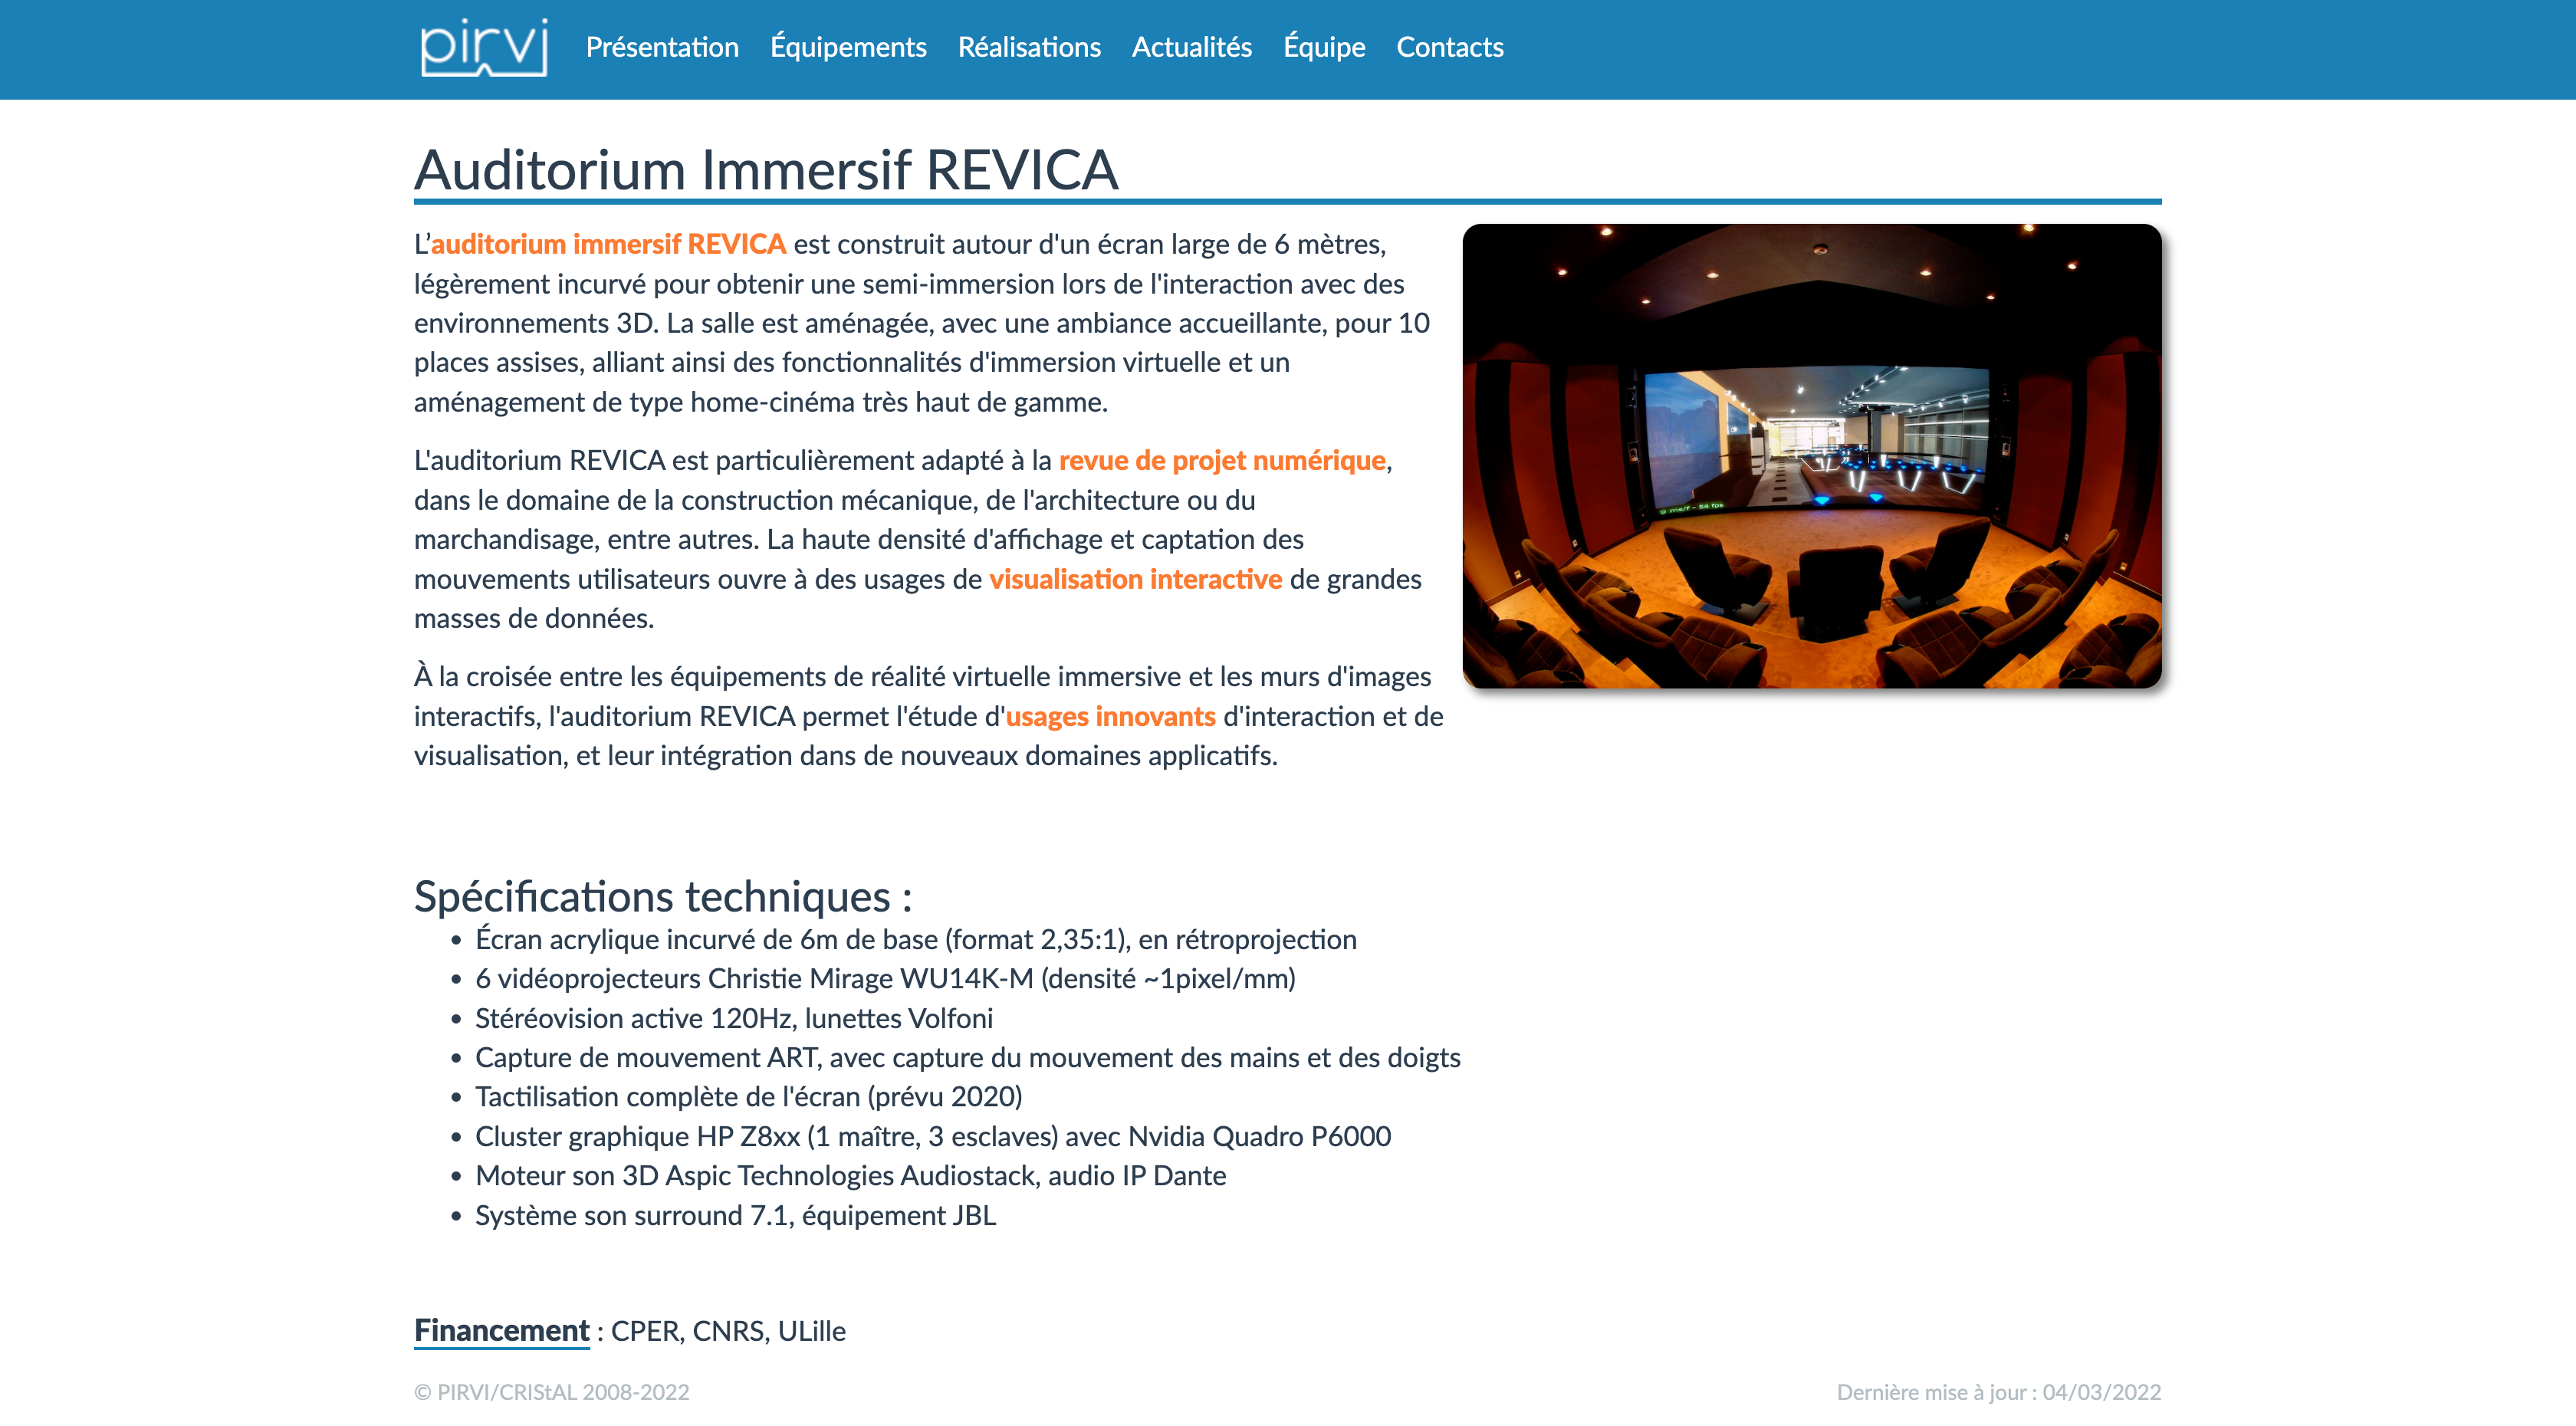 pirvi
Présentation Équipements Réalisations Actualités Équipe Contacts
Auditorium Immersif REVICA
L’auditorium immersif REVICA est construit autour d'un écran large de 6 mètres,
légèrement incurvé pour obtenir une semi-immersion lors de l'interaction avec des
environnements 3D. La salle est aménagée, avec une ambiance accueillante, pour 10
places assises, alliant ainsi des fonctionnalités d'immersion virtuelle et un
aménagement de type home-cinéma très haut de gamme.
L'auditorium REVICA est particulièrement adapté à la revue de projet numérique,
dans le domaine de la construction mécanique, de l'architecture ou du
marchandisage, entre autres. La haute densité d'affichage et captation des
mouvements utilisateurs ouvre à des usages de visualisation interactive de grandes
masses de données.
À la croisée entre les équipements de réalité virtuelle immersive et les murs d'images
interactifs, l'auditorium REVICA permet l'étude d'usages innovants d'interaction et de
visualisation, et leur intégration dans de nouveaux domaines applicatifs.
Spécifications techniques :
• Écran acrylique incurvé de 6m de base (format 2,35:1), en rétroprojection
• 6 vidéoprojecteurs Christie Mirage WU14K-M (densité ~1pixel/mm)
• Stéréovision active 120Hz, lunettes Volfoni
• Capture de mouvement ART, avec capture du mouvement des mains et des doigts
• Tactilisation complète de l'écran (prévu 2020)
• Cluster graphique HP Z8xx (1 maître, 3 esclaves) avec Nvidia Quadro P6000
• Moteur son 3D Aspic Technologies Audiostack, audio IP Dante
• Système son surround 7.1, équipement JBL
Financement : CPER, CNRS, ULille
© PIRVI/CRIStAL 2008-2022
Dernière mise à jour : 04/03/2022